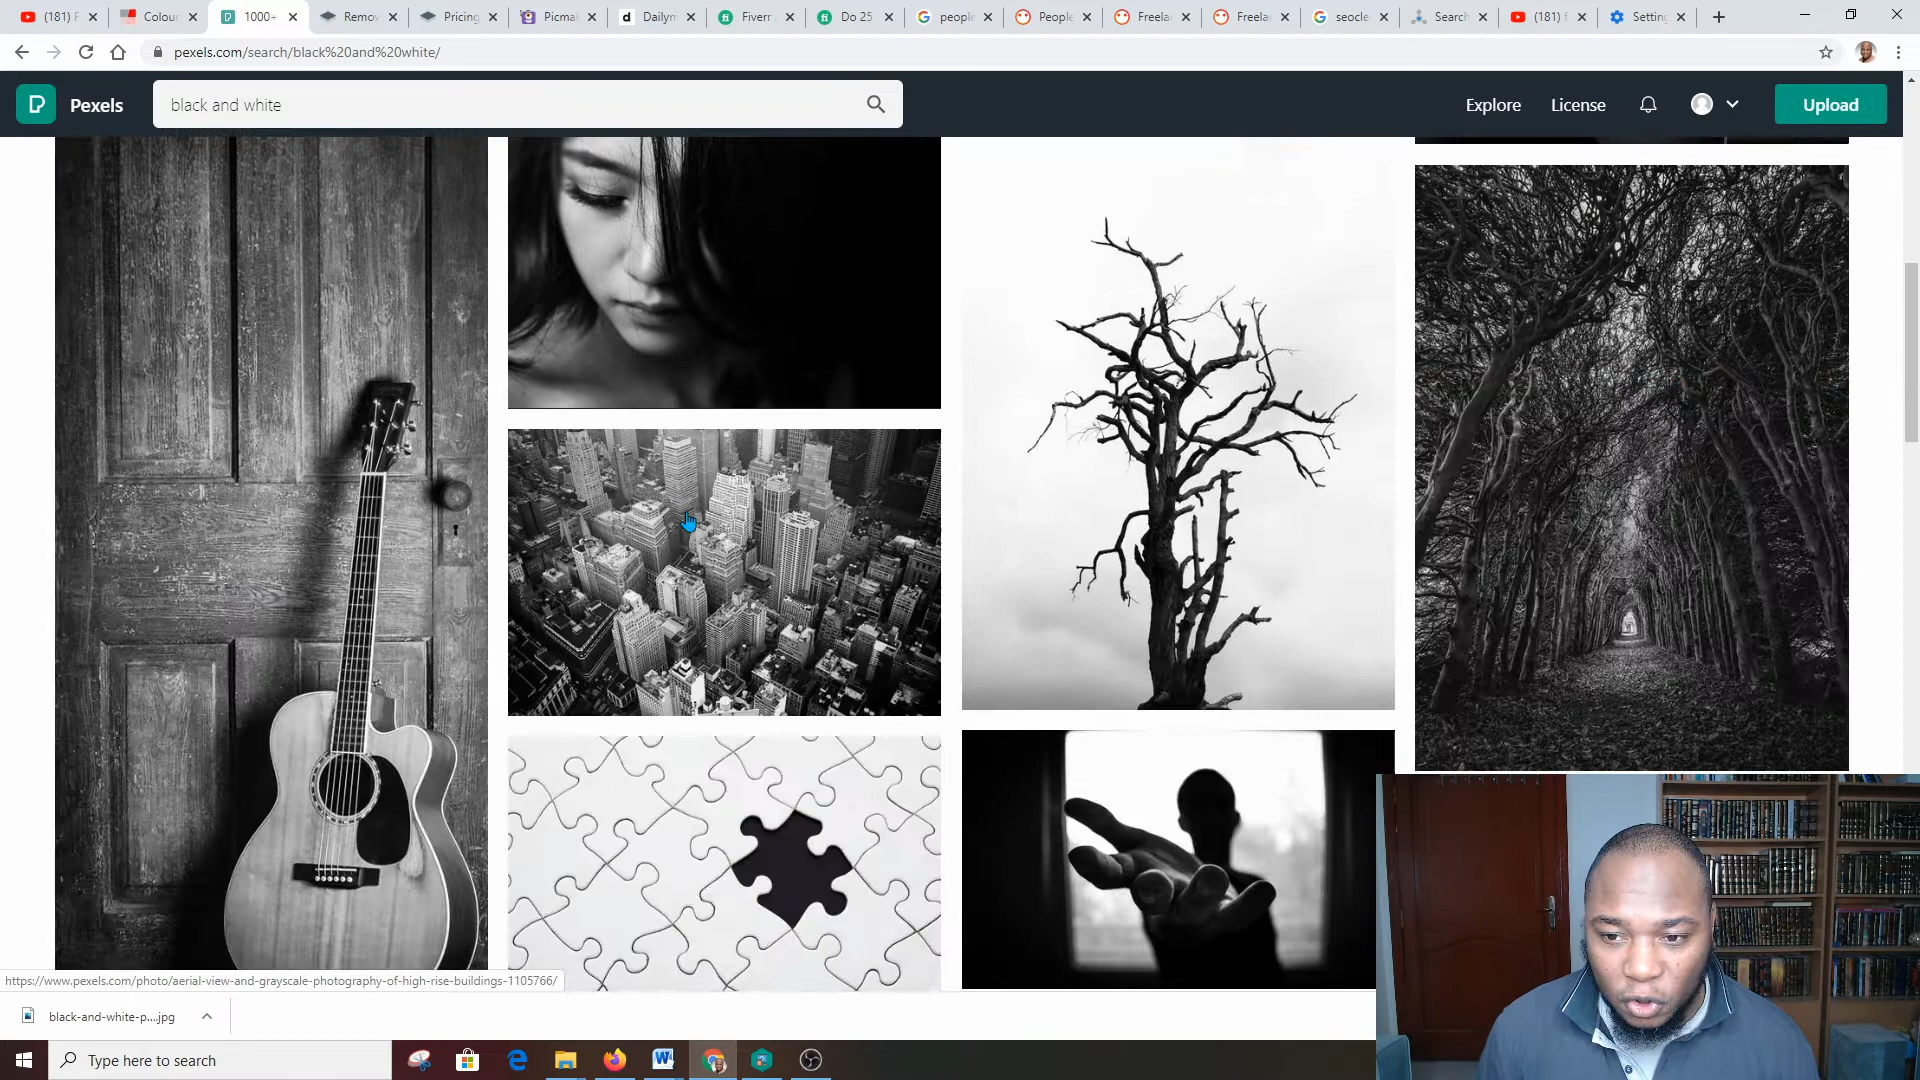 (181) F
Colou
1000+
Remov
Pricing
Picma
Dailym
Fiverr
Do 25
people
People
Freela
Freela
seocle
Search
(181) f
Setting
pexels.com/search/black%20and%20white/
Pexels
black and white
Explore
License
Upload
https://www.pexels.com/photo/aerial-view-and-grayscale-photography-of-high-rise-buildings-1105766/
black-and-white-p....jpg
Type here to search